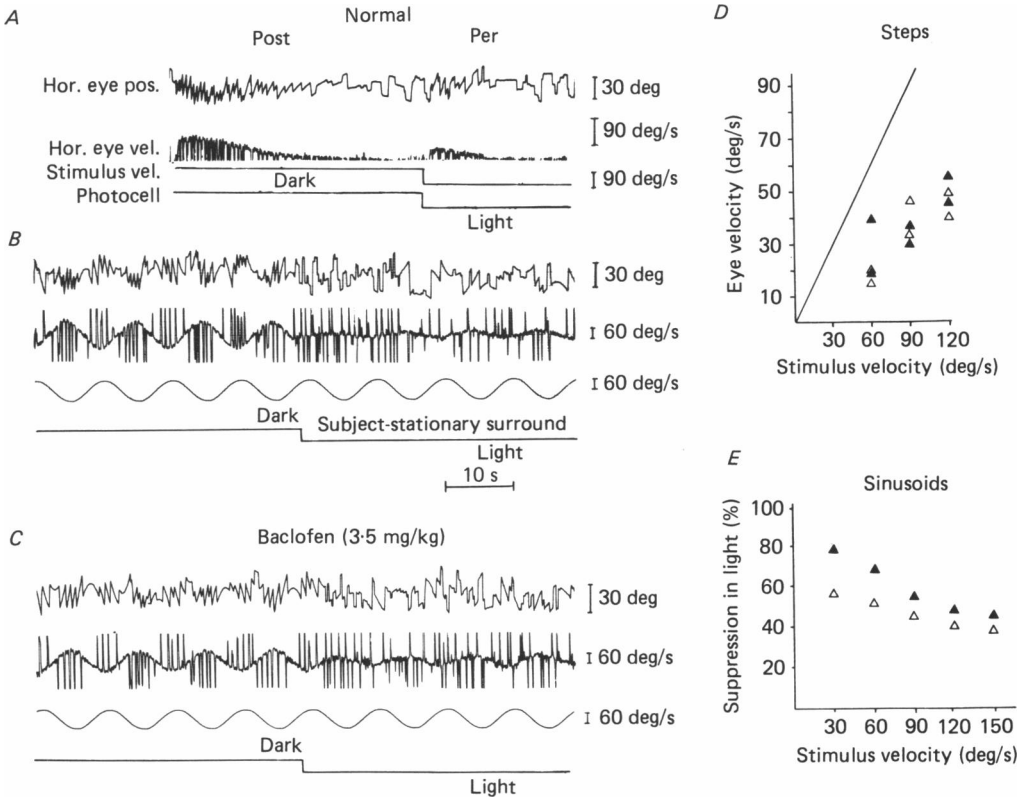 A
Normal
Post Per
Hor. eye pos.
30 deg
90 deg/s
Hor. eye vel.
Stimulus vel.
Dark
90 deg/s
Photocell
Light
B
30 deg
60 deg/s
60 deg/s
Dark
Subject-stationary surround
Light
10 s
C
Baclofen (3·5 mg/kg)
30 deg
60 deg/s
60 deg/s
Dark
Light
D
Steps
Eye velocity (deg/s)
90
70
50
30
10
30 60 90 120
Stimulus velocity (deg/s)
E
Sinusoids
Suppression in light (%)
100
80
60
40
20
30 60 90 120 150
Stimulus velocity (deg/s)